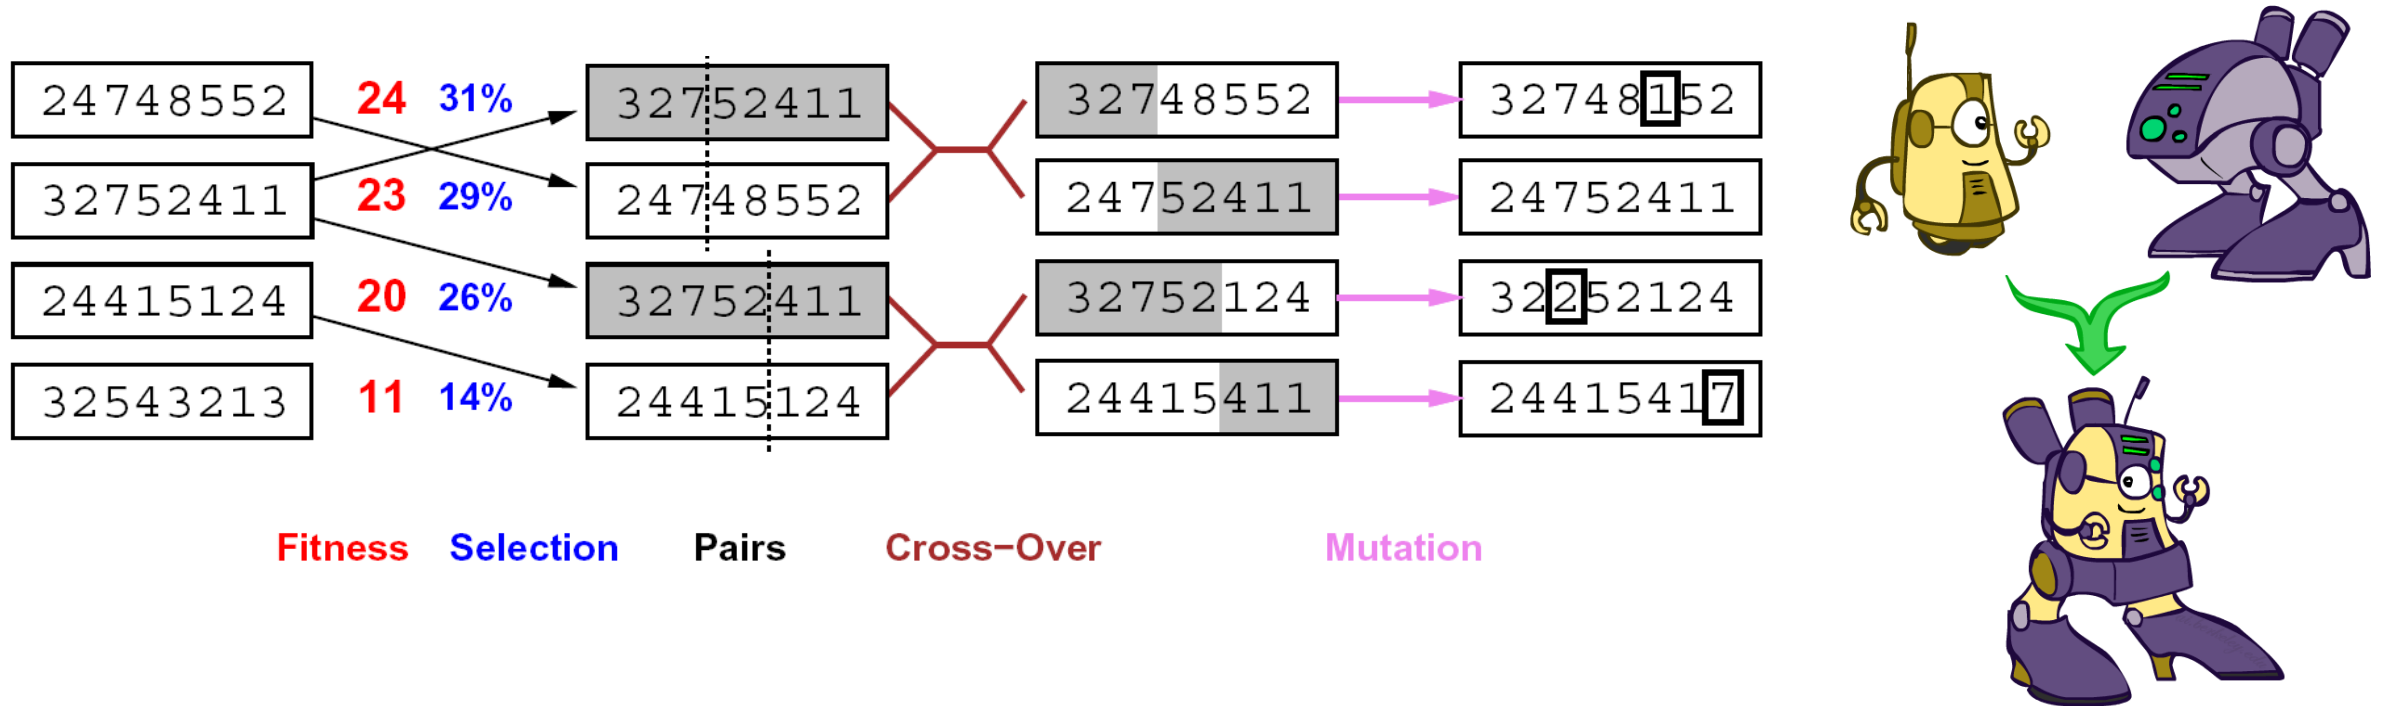 24748552 24 31% 32752411 32748552 32748152
32752411 23 29% 24748552 24752411 24752411
24415124 20 26% 32752411 32752124 32252124
32543213 11 14% 24415124 24415411 24415417
Fitness Selection Pairs Cross-Over Mutation